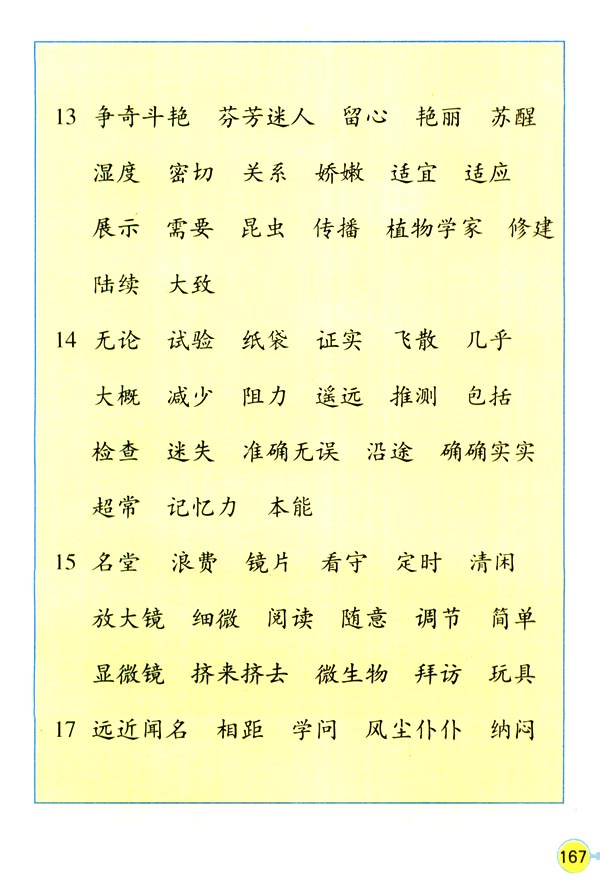 13 争奇斗艳 芬芳迷人 留心 艳丽 苏醒
湿度 密切 关系 娇嫩 适宜 适应
展示 需要 昆虫 传播 植物学家 修建
陆续 大致
14 无论 试验 纸袋 证实 飞散 几乎
大概 减少 阻力 遥远 推测 包括
检查 迷失 准确无误 沿途 确确实实
超常 记忆力 本能
15 名堂 浪费 镜片 看守 定时 清闲
放大镜 细微 阅读 随意 调节 简单
显微镜 挤来挤去 微生物 拜访 玩具
17 远近闻名 相距 学问 风尘仆仆 纳闷
167